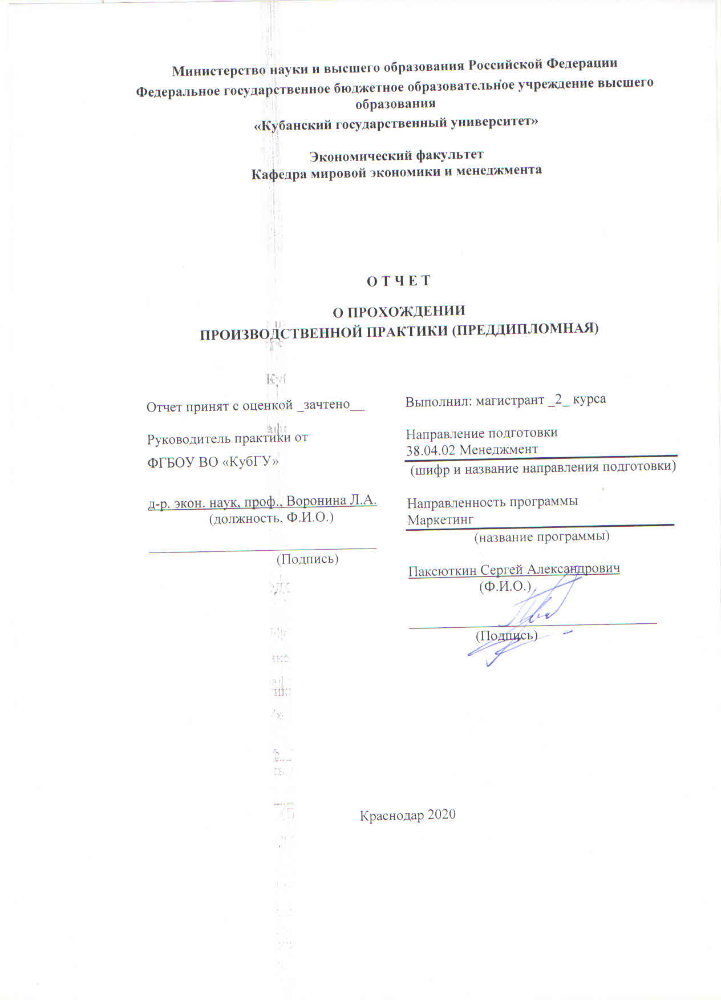 Министерство науки и высшего образования Российской Федерации
Федеральное государственное бюджетное образовательное учреждение высшего
образования
«Кубанский государственный университет»
Экономический факультет
Кафедра мировой экономики и менеджмента
О Т Ч Е Т
О ПРОХОЖДЕНИИ
ПРОИЗВОДСТВЕННОЙ ПРАКТИКИ (ПРЕДДИПЛОМНАЯ)
Отчет принят с оценкой _зачтено__
Руководитель практики от
ФГБОУ ВО «КубГУ»
д-р. экон. наук, проф., Воронина Л.А.
(должность, Ф.И.О.)
(Подпись)
Выполнил: магистрант _2_ курса
Направление подготовки
38.04.02 Менеджмент
(шифр и название направления подготовки)
Направленность программы
Маркетинг
(название программы)
Паксюткин Сергей Александрович
(Ф.И.О.)
(Подпись)
Краснодар 2020